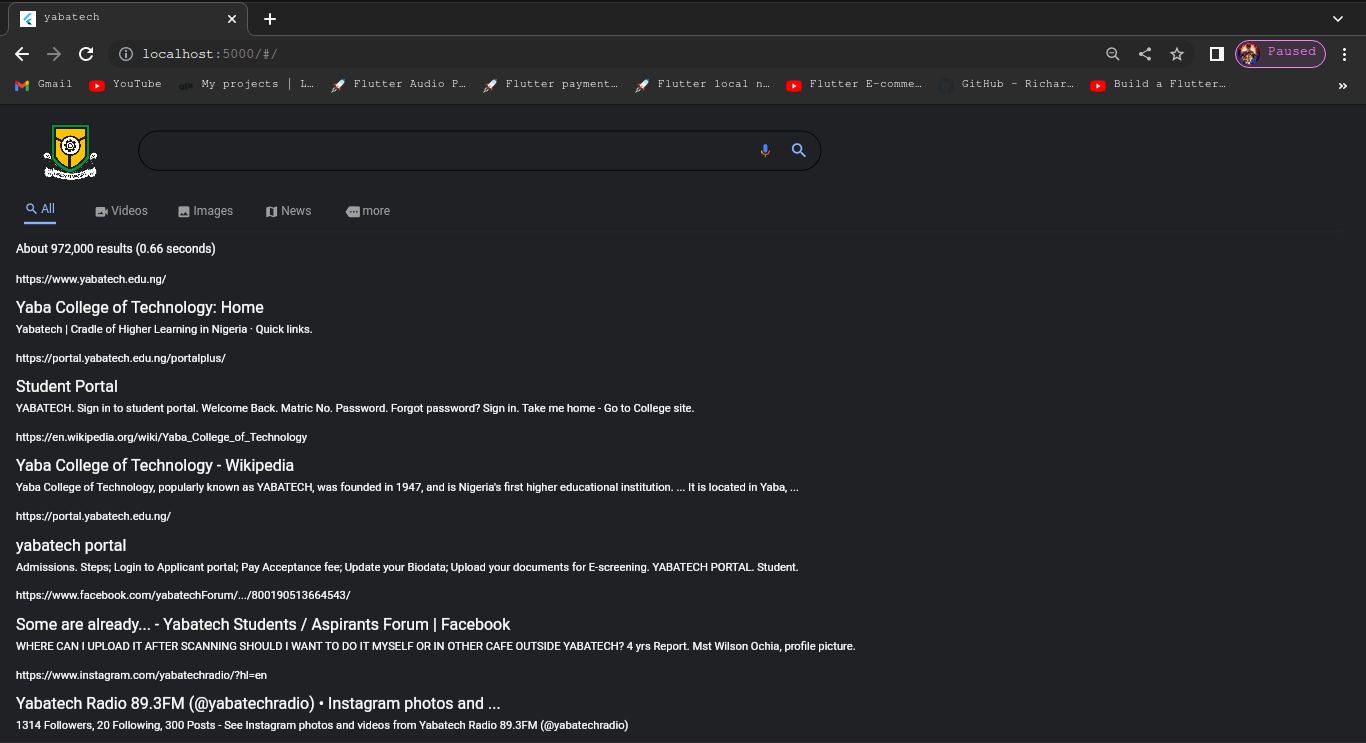 yabatech
localhost:5000/#/
Paused
Gmail
YouTube
My projects | L…
Flutter Audio P…
Flutter payment…
Flutter local n…
Flutter E-comme…
GitHub - Richar…
Build a Flutter…
»
All
Videos
Images
News
more
About 972,000 results (0.66 seconds)
https://www.yabatech.edu.ng/
Yaba College of Technology: Home
Yabatech | Cradle of Higher Learning in Nigeria · Quick links.
https://portal.yabatech.edu.ng/portalplus/
Student Portal
YABATECH. Sign in to student portal. Welcome Back. Matric No. Password. Forgot password? Sign in. Take me home - Go to College site.
https://en.wikipedia.org/wiki/Yaba_College_of_Technology
Yaba College of Technology - Wikipedia
Yaba College of Technology, popularly known as YABATECH, was founded in 1947, and is Nigeria's first higher educational institution. ... It is located in Yaba, ...
https://portal.yabatech.edu.ng/
yabatech portal
Admissions. Steps; Login to Applicant portal; Pay Acceptance fee; Update your Biodata; Upload your documents for E-screening. YABATECH PORTAL. Student.
https://www.facebook.com/yabatechForum/.../800190513664543/
Some are already... - Yabatech Students / Aspirants Forum | Facebook
WHERE CAN I UPLOAD IT AFTER SCANNING SHOULD I WANT TO DO IT MYSELF OR IN OTHER CAFE OUTSIDE YABATECH? 4 yrs Report. Mst Wilson Ochia, profile picture.
https://www.instagram.com/yabatechradio/?hl=en
Yabatech Radio 89.3FM (@yabatechradio) • Instagram photos and ...
1314 Followers, 20 Following, 300 Posts - See Instagram photos and videos from Yabatech Radio 89.3FM (@yabatechradio)